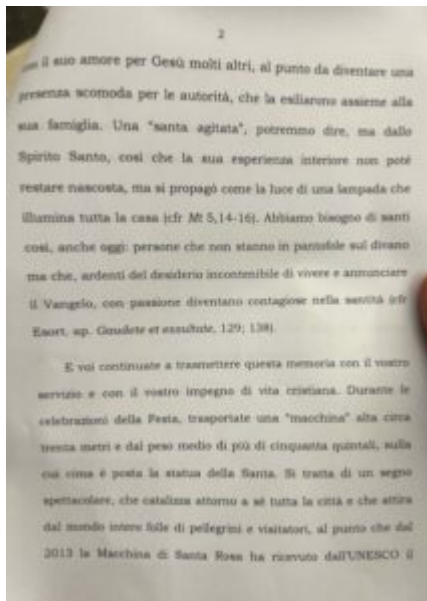 2
con il suo amore per Gesù molti altri, al punto da diventare una
presenza scomoda per le autorità, che la esiliarono assieme alla
sua famiglia. Una "santa agitata", potremmo dire, ma dallo
Spirito Santo, così che la sua esperienza interiore non poté
restare nascosta, ma si propagò come la luce di una lampada che
illumina tutta la casa (cfr Mt 5,14-16). Abbiamo bisogno di santi
così, anche oggi: persone che non stanno in pantofole sul divano
ma che, ardenti del desiderio incontenibile di vivere e annunciare
il Vangelo, con passione diventano contagiose nella santità (cfr
Esort. ap. Gaudete et exsultate, 129; 138).
E voi continuate a trasmettere questa memoria con il vostro
servizio e con il vostro impegno di vita cristiana. Durante le
celebrazioni della Festa, trasportate una "macchina" alta circa
trenta metri e dal peso medio di più di cinquanta quintali, sulla
cui cima è posta la statua della Santa. Si tratta di un segno
spettacolare, che catalizza attorno a sé tutta la città e che attira
dal mondo intero folle di pellegrini e visitatori, al punto che dal
2013 la Macchina di Santa Rosa ha ricevuto dall'UNESCO il